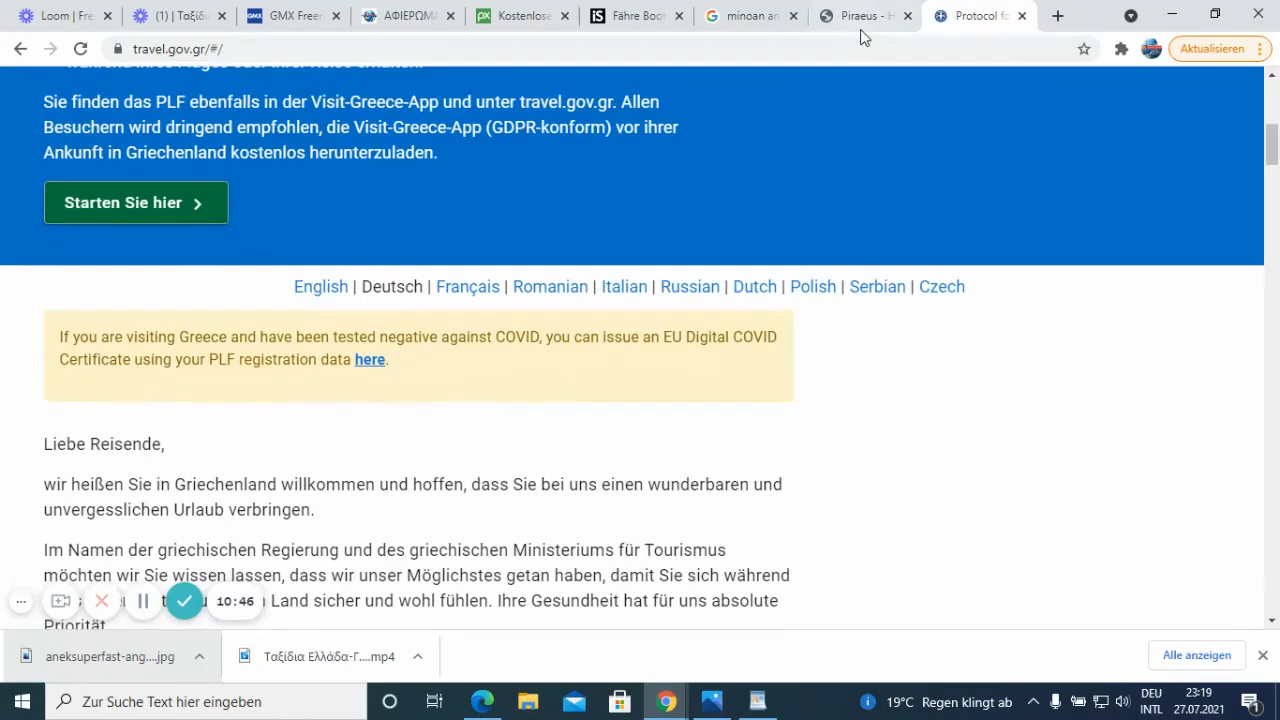 Loom | Fr
(1) | Ταξίδι
GMX Freer
ΑΦΙΕΡΩΜΑ
Kostenlose
Fähre Boot
minoan an
Piraeus - H
Protocol fo
travel.gov.gr/#/
Aktualisieren
Sie finden das PLF ebenfalls in der Visit-Greece-App und unter travel.gov.gr. Allen
Besuchern wird dringend empfohlen, die Visit-Greece-App (GDPR-konform) vor ihrer
Ankunft in Griechenland kostenlos herunterzuladen.
Starten Sie hier
English | Deutsch | Français | Romanian | Italian | Russian | Dutch | Polish | Serbian | Czech
If you are visiting Greece and have been tested negative against COVID, you can issue an EU Digital COVID
Certificate using your PLF registration data here.
Liebe Reisende,
wir heißen Sie in Griechenland willkommen und hoffen, dass Sie bei uns einen wunderbaren und
unvergesslichen Urlaub verbringen.
Im Namen der griechischen Regierung und des griechischen Ministeriums für Tourismus
möchten wir Sie wissen lassen, dass wir unser Möglichstes getan haben, damit Sie sich während
Land sicher und wohl fühlen. Ihre Gesundheit hat für uns absolute
Priorität
10:46
aneksuperfast-ang....jpg
Ταξίδια Ελλάδα-Γ....mp4
Alle anzeigen
Zur Suche Text hier eingeben
19°C Regen klingt ab
DEU
INTL
23:19
27.07.2021
1